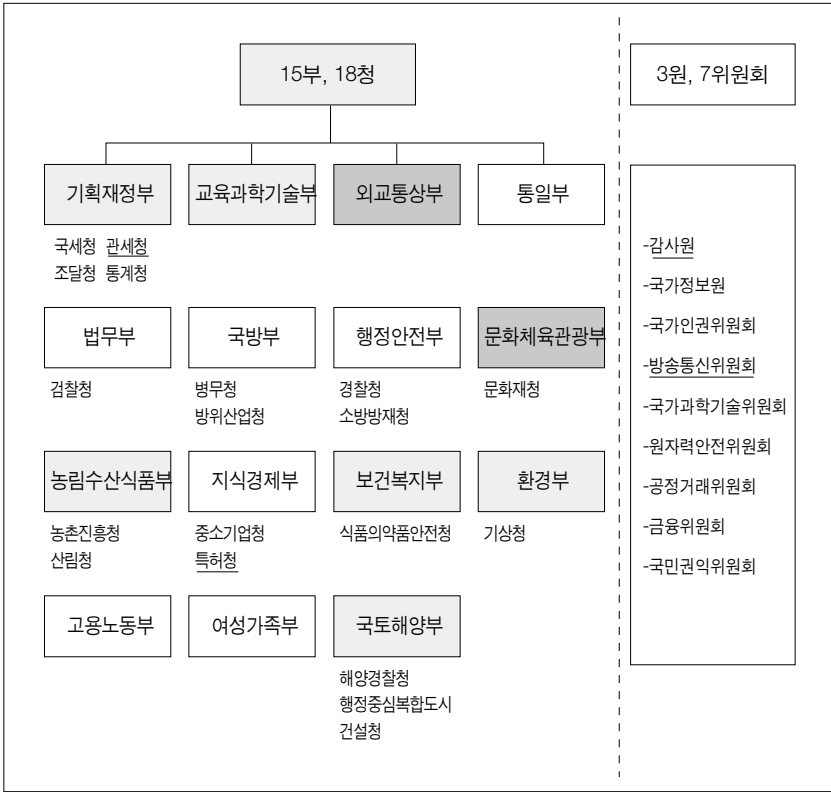 15부, 18청
3원, 7위원회
기획재정부
교육과학기술부
외교통상부
통일부
국세청 관세청
조달청 통계청
법무부
국방부
행정안전부
문화체육관광부
검찰청
병무청
방위산업청
경찰청
소방방재청
문화재청
농림수산식품부
지식경제부
보건복지부
환경부
농촌진흥청
산림청
중소기업청
특허청
식품의약품안전청
기상청
고용노동부
여성가족부
국토해양부
해양경찰청
행정중심복합도시
건설청
-감사원
-국가정보원
-국가인권위원회
-방송통신위원회
-국가과학기술위원회
-원자력안전위원회
-공정거래위원회
-금융위원회
-국민권익위원회